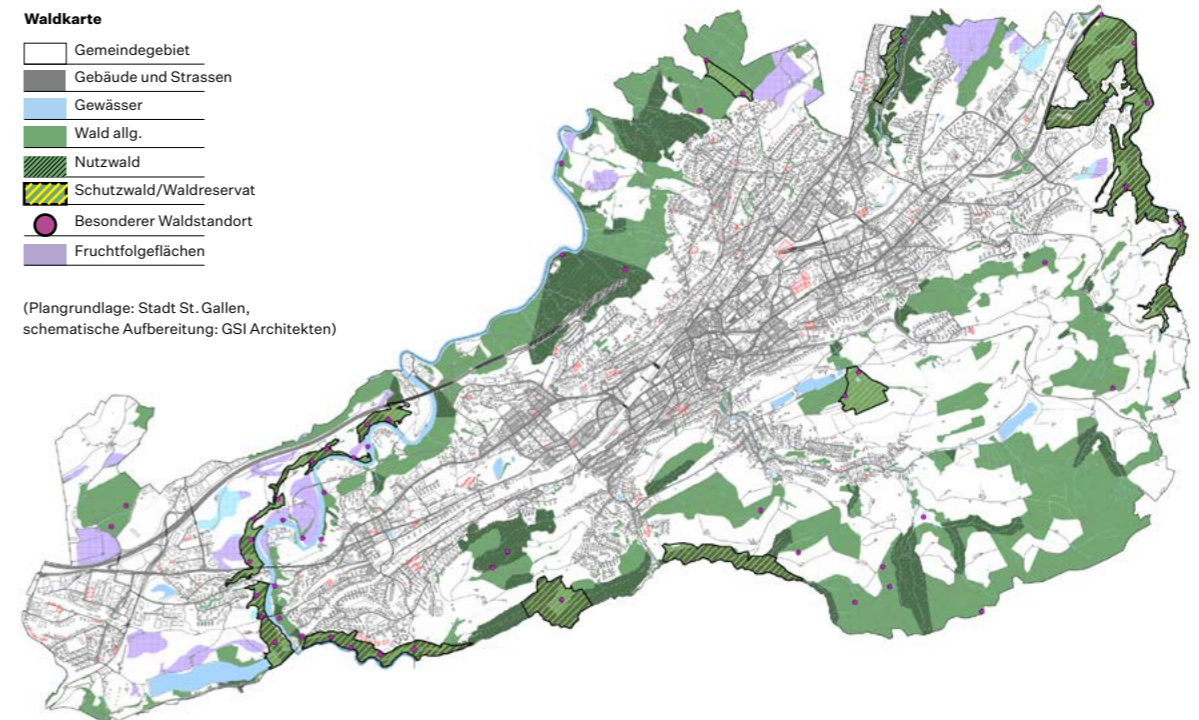 Waldkarte
Gemeindegebiet
Gebäude und Strassen
Gewässer
Wald allg.
Nutzwald
Schutzwald/Waldreservat
Besonderer Waldstandort
Fruchtfolgeflächen
(Plangrundlage: Stadt St. Gallen,
schematische Aufbereitung: GSI Architekten)